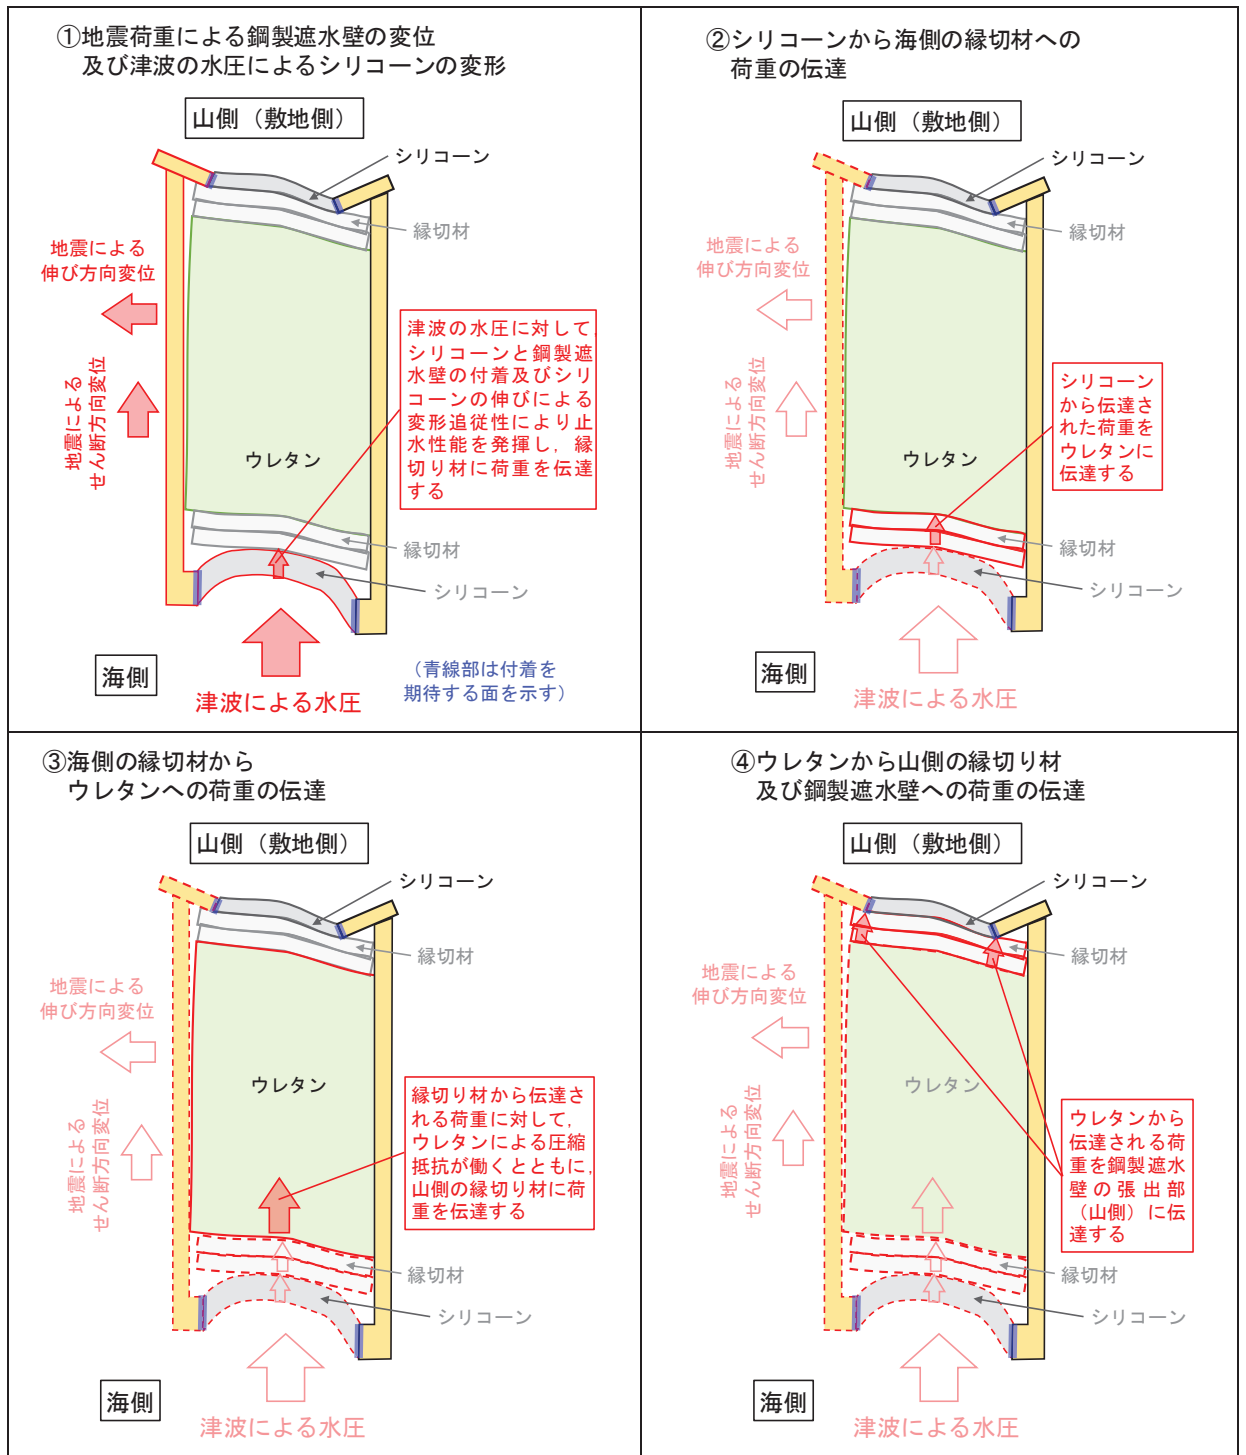 ①地震荷重による鋼製遮水壁の変位
及び津波の水圧によるシリコーンの変形
山側（敷地側）
シリコーン
縁切材
地震による
伸び方向変位
地震による
せん断方向変位
津波の水圧に対して，
シリコーンと鋼製遮
水壁の付着及びシリ
コーンの伸びによる
変形追従性により止
水性能を発揮し，縁
切り材に荷重を伝達
する
ウレタン
縁切材
シリコーン
海側
津波による水圧
（青線部は付着を
期待する面を示す）
②シリコーンから海側の縁切材への
荷重の伝達
山側（敷地側）
シリコーン
縁切材
地震による
伸び方向変位
地震による
せん断方向変位
シリコーン
から伝達さ
れた荷重を
ウレタンに
伝達する
ウレタン
縁切材
シリコーン
海側
津波による水圧
③海側の縁切材から
ウレタンへの荷重の伝達
山側（敷地側）
シリコーン
縁切材
地震による
伸び方向変位
地震による
せん断方向変位
ウレタン
縁切り材から伝達さ
れる荷重に対して，
ウレタンによる圧縮
抵抗が働くとともに，
山側の縁切り材に荷
重を伝達する
縁切材
シリコーン
海側
津波による水圧
④ウレタンから山側の縁切り材
及び鋼製遮水壁への荷重の伝達
山側（敷地側）
シリコーン
縁切材
地震による
伸び方向変位
地震による
せん断方向変位
ウレタン
ウレタンから
伝達される荷
重を鋼製遮水
壁の張出部
（山側）に伝
達する
縁切材
シリコーン
海側
津波による水圧